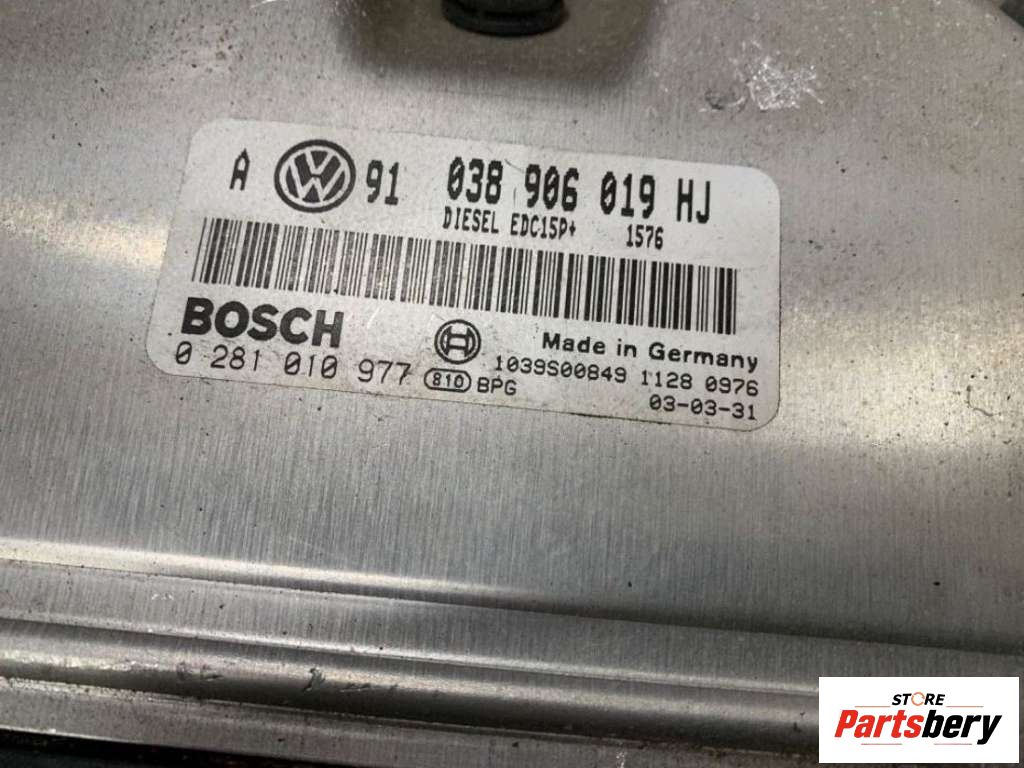 A VW 91 038 906 019 HJ
DIESEL EDC15P+ 1576
BOSCH
Made in Germany
0 281 010 977 810 BPG 1039S00849 1128 0976
03-03-31
STORE
Partsbery